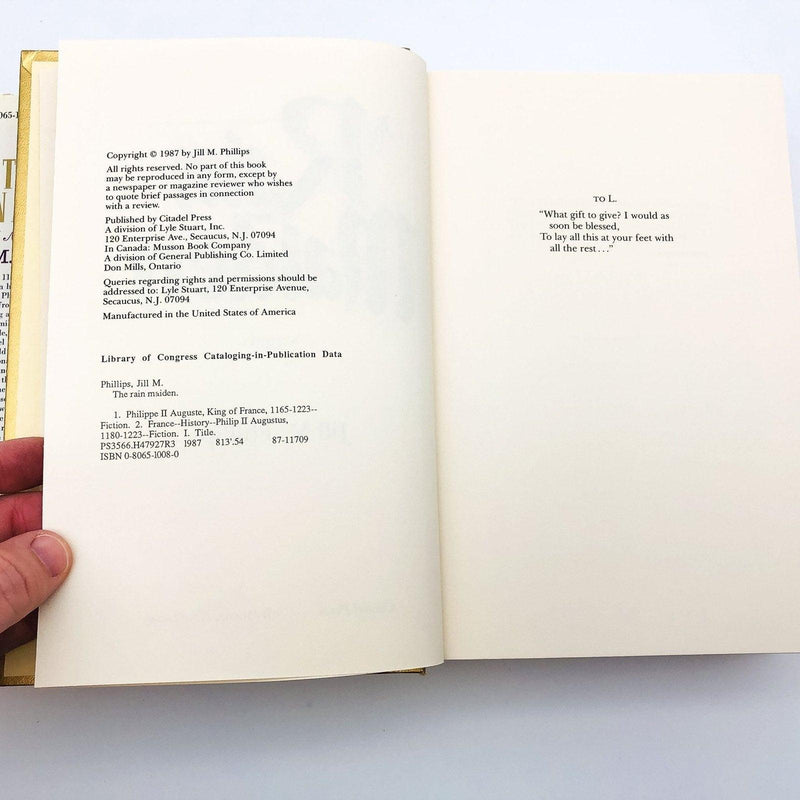 Copyright © 1987 by Jill M. Phillips
All rights reserved. No part of this book
may be reproduced in any form, except by
a newspaper or magazine reviewer who wishes
to quote brief passages in connection
with a review.
Published by Citadel Press
A division of Lyle Stuart, Inc.
120 Enterprise Ave., Secaucus, N.J. 07094
In Canada: Musson Book Company
A division of General Publishing Co. Limited
Don Mills, Ontario
Queries regarding rights and permissions should be
addressed to: Lyle Stuart, 120 Enterprise Avenue,
Secaucus, N.J. 07094
Manufactured in the United States of America
Library of Congress Cataloging-in-Publication Data
Phillips, Jill M.
The rain maiden.
1. Philippe II Auguste, King of France, 1165-1223--
Fiction. 2. France--History--Philip II Augustus,
1180-1223--Fiction. I. Title.
PS3566.H47927R3 1987 813'.54 87-11709
ISBN 0-8065-1008-0
TO L.
“What gift to give? I would as
soon be blessed,
To lay all this at your feet with
all the rest...”